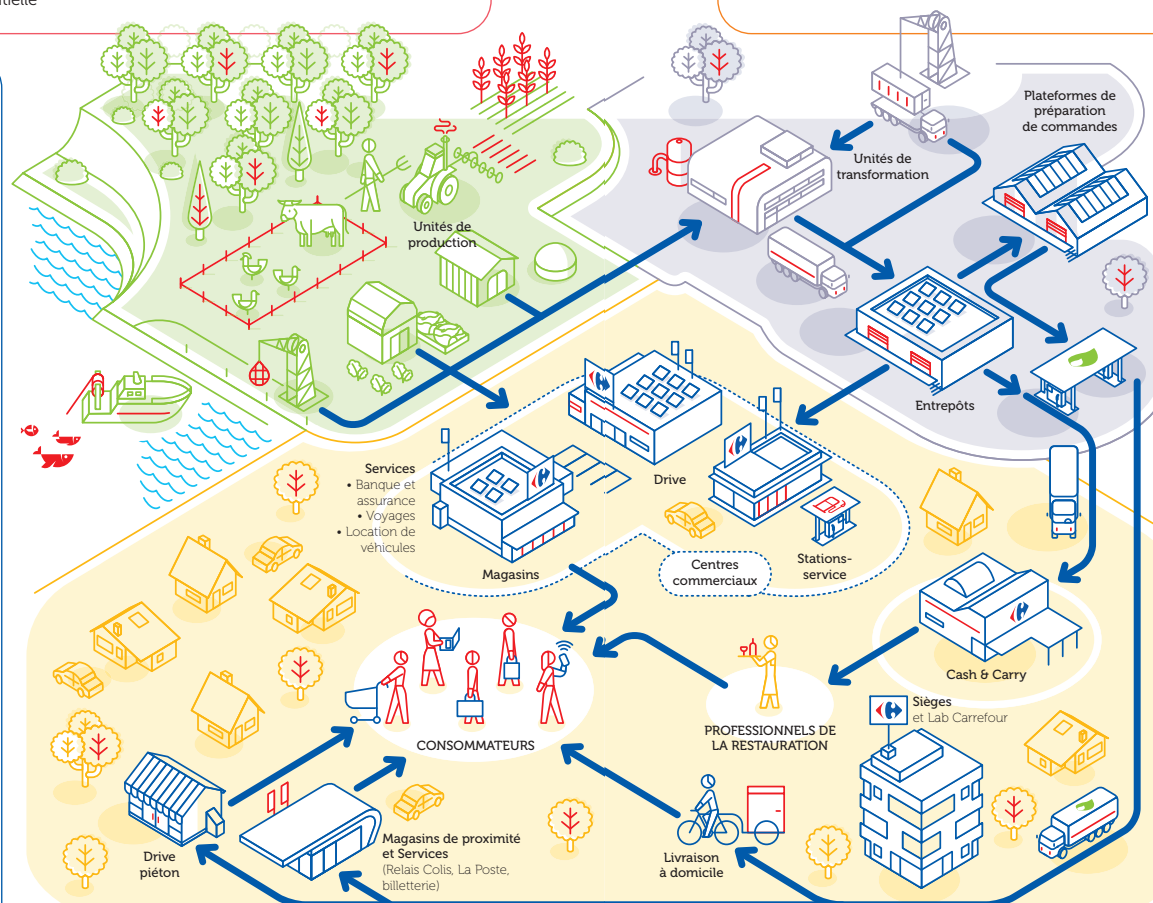 tielle
Plateformes de
préparation
de commandes
Unités de
transformation
Unités de
production
Entrepôts
Services
• Banque et
assurance
• Voyages
• Location de
véhicules
Drive
Magasins
Centres
commerciaux
Stations-
service
Cash & Carry
Sièges
et Lab Carrefour
PROFESSIONNELS DE
LA RESTAURATION
CONSOMMATEURS
Drive
piéton
Magasins de proximité
et Services
(Relais Colis, La Poste,
billetterie)
Livraison
à domicile